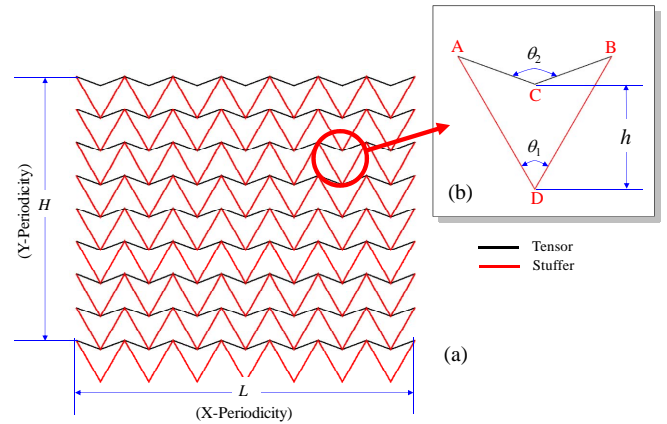 A
B
θ₂
C
θ₁
h
D
(b)
Tensor
Stuffer
(Y-Periodicity)
H
(a)
L
(X-Periodicity)